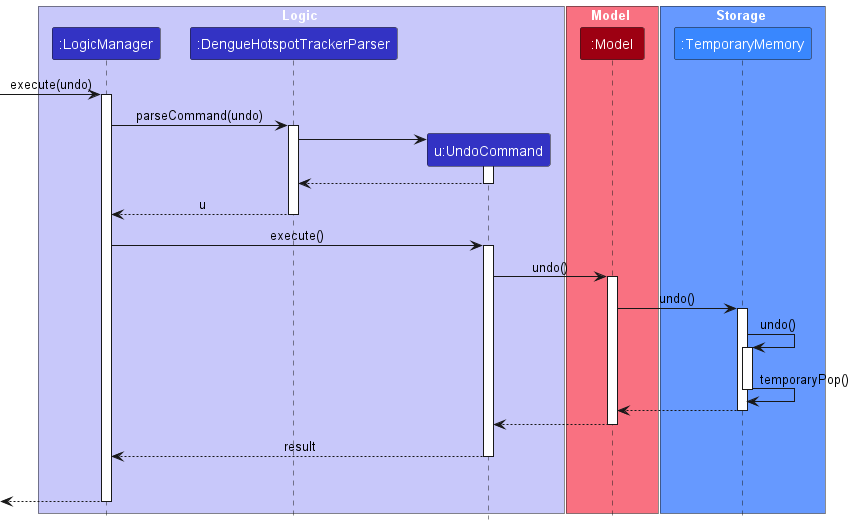 Logic
Model
Storage
:LogicManager
:DengueHotspotTrackerParser
:Model
:TemporaryMemory
execute(undo)
parseCommand(undo)
u:UndoCommand
u
execute()
undo()
undo()
undo()
temporaryPop()
result